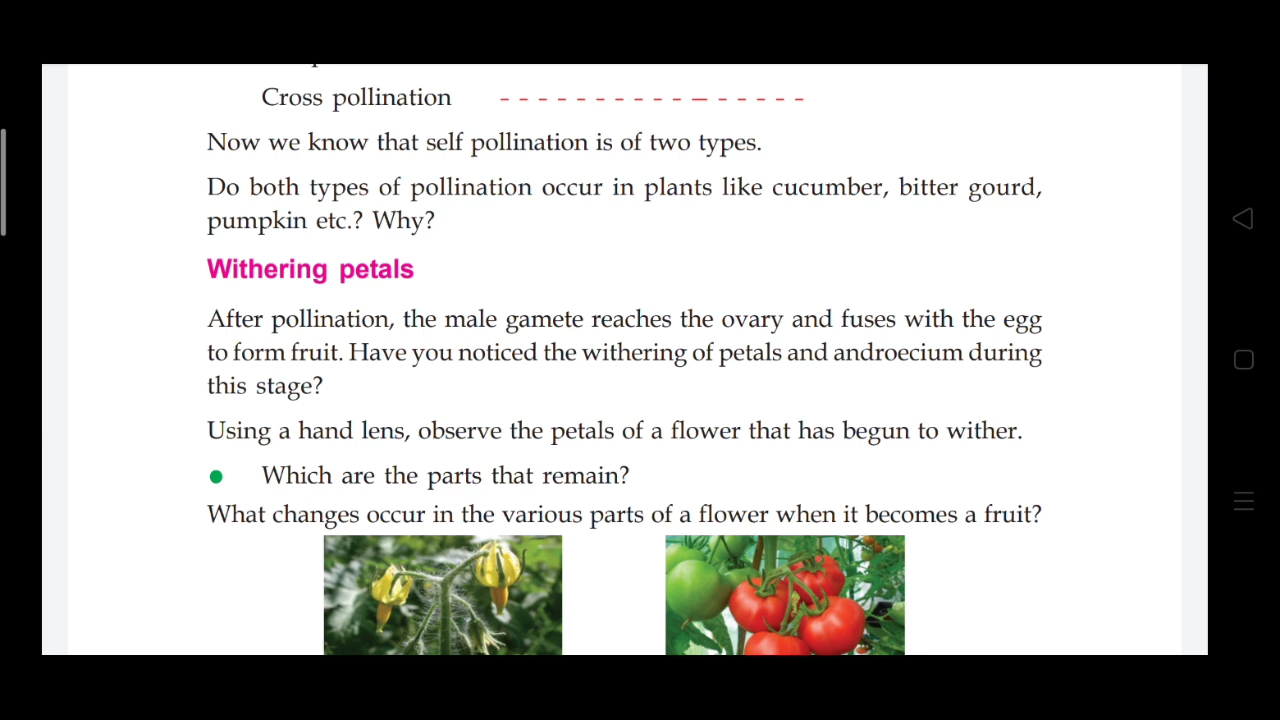 Cross pollination - - - - - - - - - - - - - - - -
Now we know that self pollination is of two types.
Do both types of pollination occur in plants like cucumber, bitter gourd,
pumpkin etc.? Why?
Withering petals
After pollination, the male gamete reaches the ovary and fuses with the egg
to form fruit. Have you noticed the withering of petals and androecium during
this stage?
Using a hand lens, observe the petals of a flower that has begun to wither.
● Which are the parts that remain?
What changes occur in the various parts of a flower when it becomes a fruit?